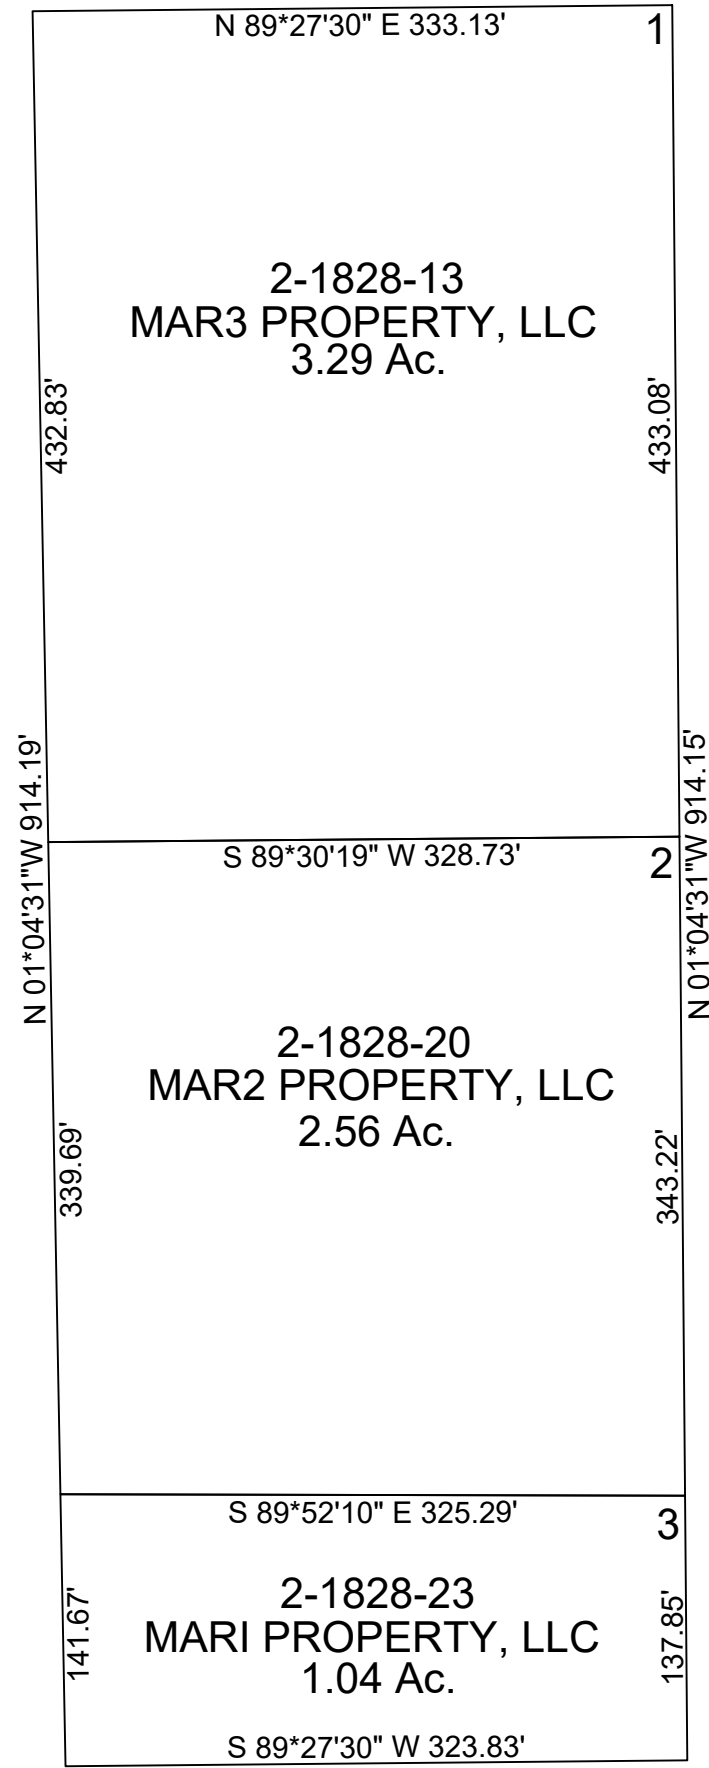 N 89*27'30" E 333.13'
1
2-1828-13
MAR3 PROPERTY, LLC
3.29 Ac.
432.83'
433.08'
N 01*04'31"W 914.19'
N 01*04'31"W 914.15'
S 89*30'19" W 328.73'
2
2-1828-20
MAR2 PROPERTY, LLC
2.56 Ac.
339.69'
343.22'
S 89*52'10" E 325.29'
3
2-1828-23
MARI PROPERTY, LLC
1.04 Ac.
141.67'
137.85'
S 89*27'30" W 323.83'